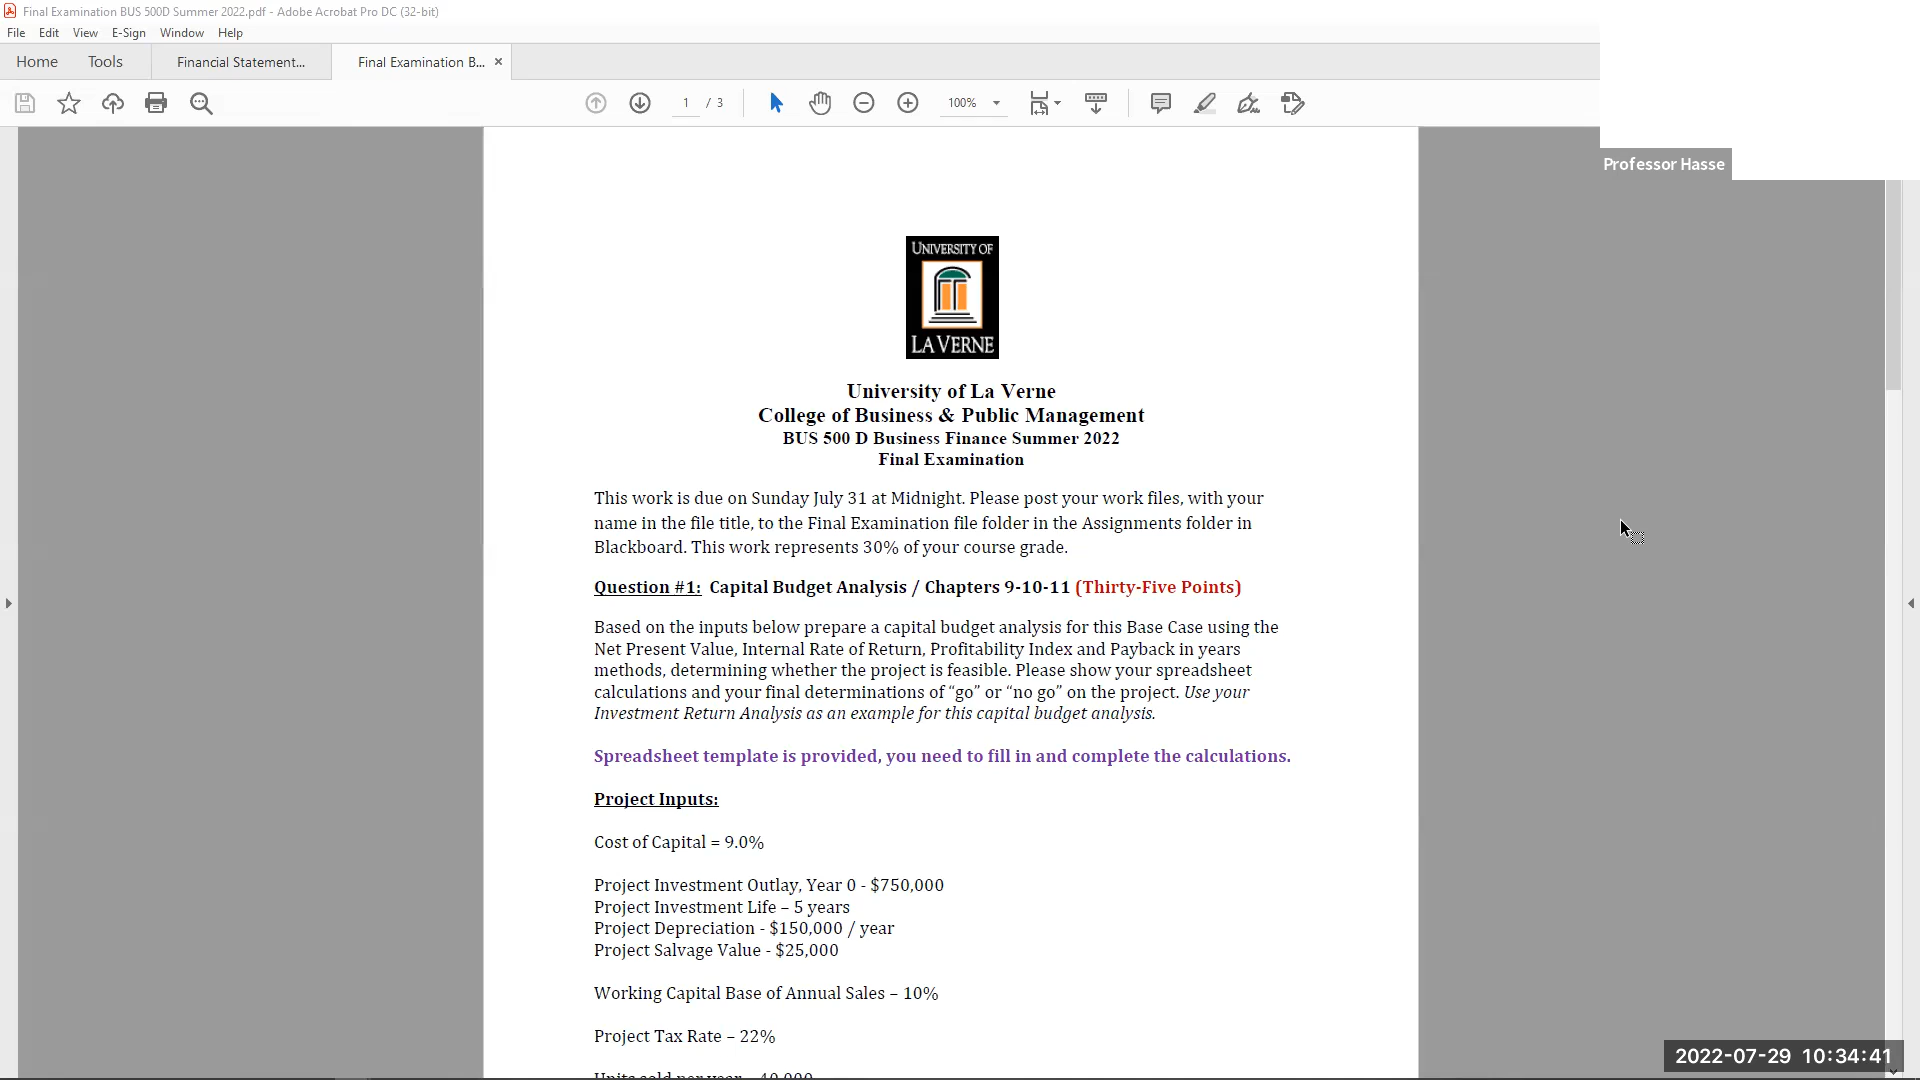 Final Examination BUS 500D Summer 2022.pdf - Adobe Acrobat Pro DC (32-bit)
File Edit View E-Sign Window Help
Home Tools Financial Statement... Final Examination B... ×
1 / 3 100%
Professor Hasse
UNIVERSITY OF
LA VERNE
University of La Verne
College of Business & Public Management
BUS 500 D Business Finance Summer 2022
Final Examination
This work is due on Sunday July 31 at Midnight. Please post your work files, with your
name in the file title, to the Final Examination file folder in the Assignments folder in
Blackboard. This work represents 30% of your course grade.
Question #1: Capital Budget Analysis / Chapters 9-10-11 (Thirty-Five Points)
Based on the inputs below prepare a capital budget analysis for this Base Case using the
Net Present Value, Internal Rate of Return, Profitability Index and Payback in years
methods, determining whether the project is feasible. Please show your spreadsheet
calculations and your final determinations of “go” or “no go” on the project. Use your
Investment Return Analysis as an example for this capital budget analysis.
Spreadsheet template is provided, you need to fill in and complete the calculations.
Project Inputs:
Cost of Capital = 9.0%
Project Investment Outlay, Year 0 - $750,000
Project Investment Life – 5 years
Project Depreciation - $150,000 / year
Project Salvage Value - $25,000
Working Capital Base of Annual Sales – 10%
Project Tax Rate – 22%
Units sold per year – 40,000
2022-07-29 10:34:41